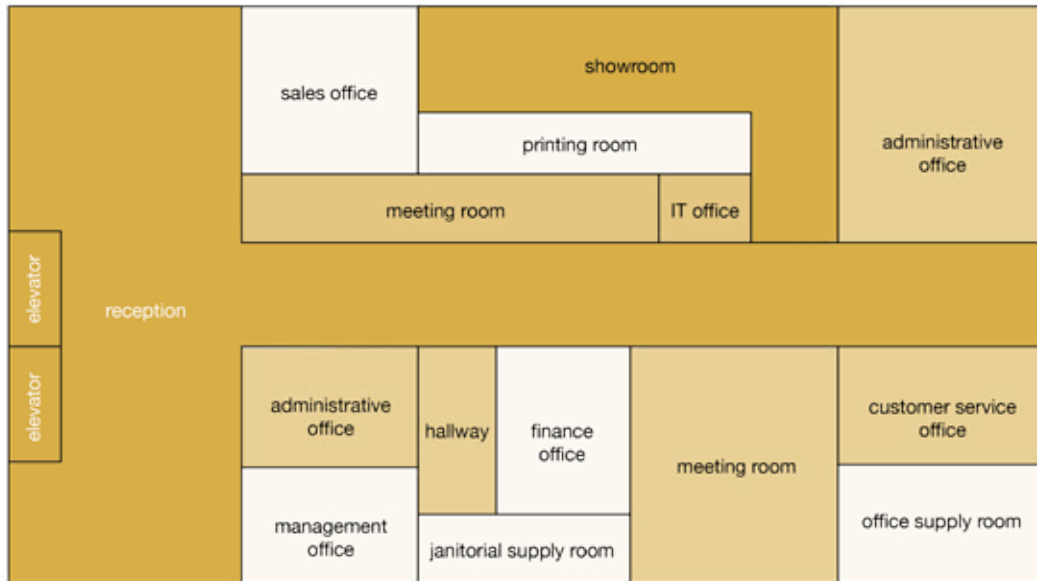 sales office
showroom
printing room
administrative
office
meeting room
IT office
elevator
reception
elevator
administrative
office
hallway
finance
office
meeting room
customer service
office
management
office
janitorial supply room
office supply room